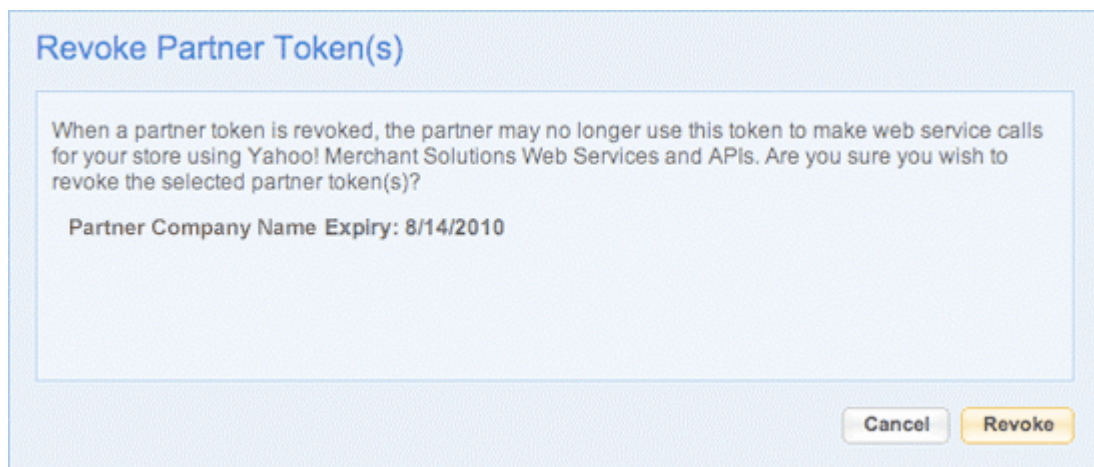 Revoke Partner Token(s)
When a partner token is revoked, the partner may no longer use this token to make web service calls
for your store using Yahoo! Merchant Solutions Web Services and APIs. Are you sure you wish to
revoke the selected partner token(s)?
Partner Company Name Expiry: 8/14/2010
Cancel Revoke